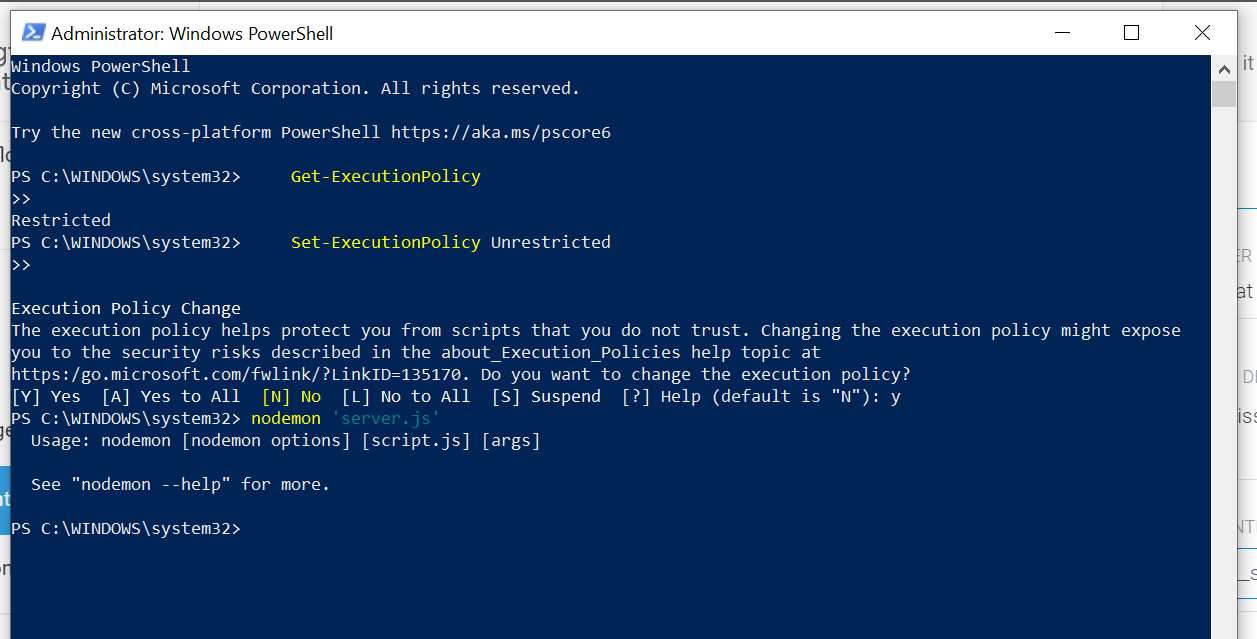 Administrator: Windows PowerShell
Windows PowerShell
Copyright (C) Microsoft Corporation. All rights reserved.
Try the new cross-platform PowerShell https://aka.ms/pscore6
PS C:\WINDOWS\system32>     Get-ExecutionPolicy
>>
Restricted
PS C:\WINDOWS\system32>     Set-ExecutionPolicy Unrestricted
>>
Execution Policy Change
The execution policy helps protect you from scripts that you do not trust. Changing the execution policy might expose
you to the security risks described in the about_Execution_Policies help topic at
https:/go.microsoft.com/fwlink/?LinkID=135170. Do you want to change the execution policy?
[Y] Yes  [A] Yes to All  [N] No  [L] No to All  [S] Suspend  [?] Help (default is "N"): y
PS C:\WINDOWS\system32> nodemon 'server.js'
  Usage: nodemon [nodemon options] [script.js] [args]
  See "nodemon --help" for more.
PS C:\WINDOWS\system32>
it
at